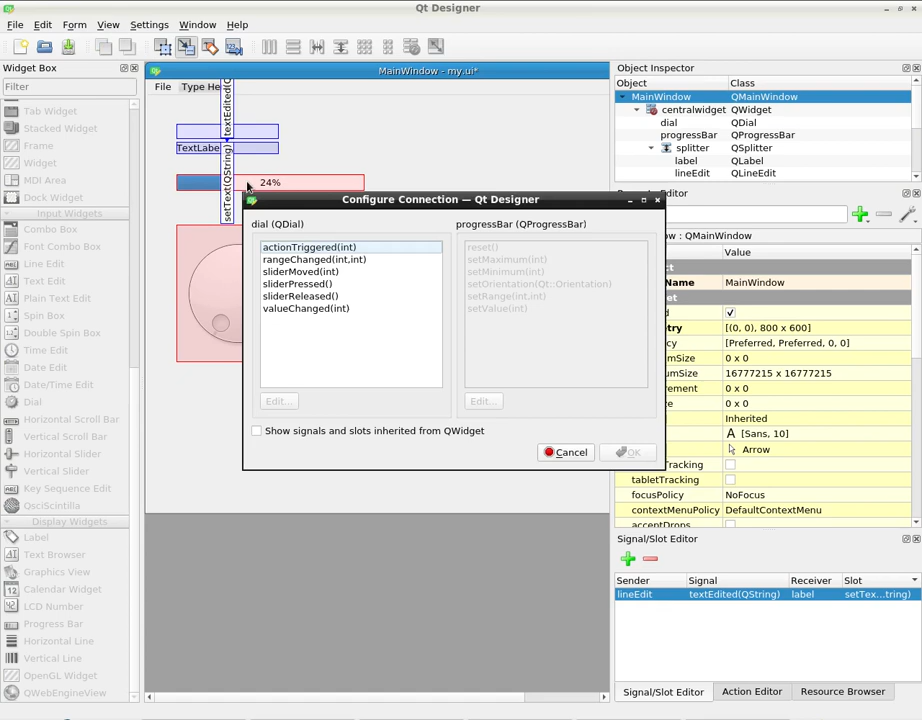 Qt Designer
File Edit Form View Settings Window Help
Widget Box
Filter
Tab Widget
Stacked Widget
Frame
Widget
MDI Area
Dock Widget
Input Widgets
Combo Box
Font Combo Box
Line Edit
Text Edit
Plain Text Edit
Spin Box
Double Spin Box
Time Edit
Date Edit
Date/Time Edit
Dial
Horizontal Scroll Bar
Vertical Scroll Bar
Horizontal Slider
Vertical Slider
Key Sequence Edit
QsciScintilla
Display Widgets
Label
Text Browser
Graphics View
Calendar Widget
LCD Number
Progress Bar
Horizontal Line
Vertical Line
OpenGL Widget
QWebEngineView
MainWindow - my.ui*
File Type He
textEdited(Q
TextLabe
setText(QString)
24%
Configure Connection — Qt Designer
dial (QDial) progressBar (QProgressBar)
actionTriggered(int) reset()
rangeChanged(int,int) setMaximum(int)
sliderMoved(int) setMinimum(int)
sliderPressed() setOrientation(Qt::Orientation)
sliderReleased() setRange(int,int)
valueChanged(int) setValue(int)
Edit... Edit...
Show signals and slots inherited from QWidget
Cancel OK
Object Inspector
Object Class
MainWindow QMainWindow
centralwidget QWidget
dial QDial
progressBar QProgressBar
splitter QSplitter
label QLabel
lineEdit QLineEdit
Editor
ow : QMainWindow
Value
ct
Name MainWindow
et
d
etry [(0, 0), 800 x 600]
cy [Preferred, Preferred, 0, 0]
umSize 0 x 0
umSize 16777215 x 16777215
rement 0 x 0
ze 0 x 0
Inherited
A [Sans, 10]
Arrow
Tracking
tabletTracking
focusPolicy NoFocus
contextMenuPolicy DefaultContextMenu
acceptDrops
Signal/Slot Editor
Sender Signal Receiver Slot
lineEdit textEdited(QString) label setTex...tring)
Signal/Slot Editor Action Editor Resource Browser